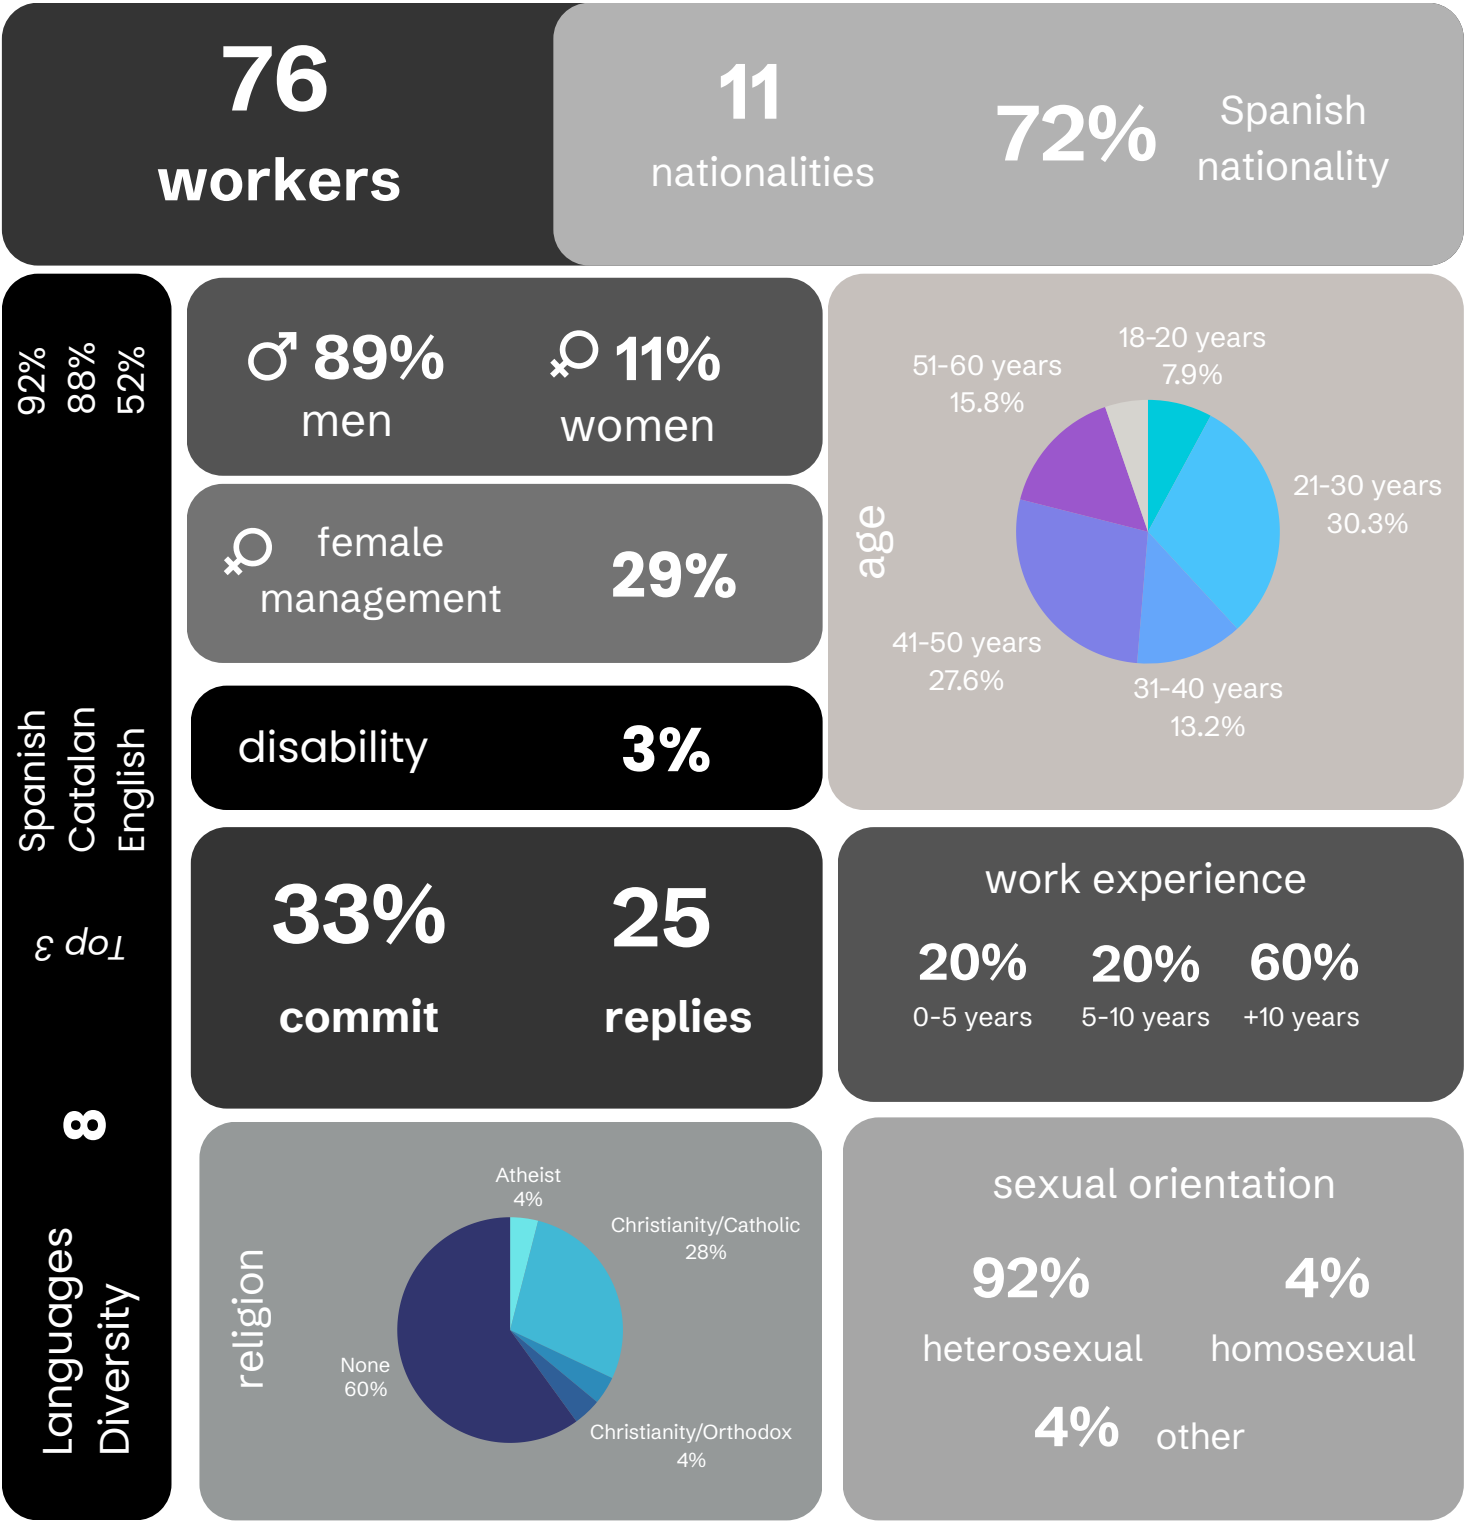 76
workers
11
nationalities
72%
Spanish
nationality
92%
88%
52%
Spanish
Catalan
English
Top 3
8
Languages
Diversity
89%
men
11%
women
female
management
29%
disability
3%
age
18-20 years
7.9%
51-60 years
15.8%
21-30 years
30.3%
41-50 years
27.6%
31-40 years
13.2%
33%
commit
25
replies
work experience
20%
0-5 years
20%
5-10 years
60%
+10 years
religion
Atheist
4%
Christianity/Catholic
28%
None
60%
Christianity/Orthodox
4%
sexual orientation
92%
heterosexual
4%
homosexual
4% other